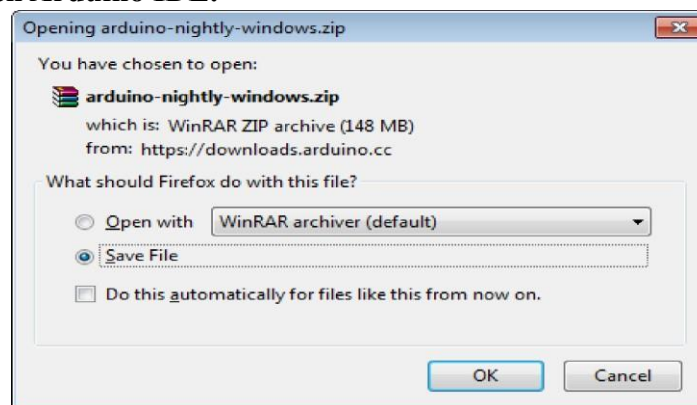 Arduino IDE.
Opening arduino-nightly-windows.zip
You have chosen to open:
arduino-nightly-windows.zip
which is: WinRAR ZIP archive (148 MB)
from: https://downloads.arduino.cc
What should Firefox do with this file?
Open with WinRAR archiver (default)
Save File
Do this automatically for files like this from now on.
OK Cancel